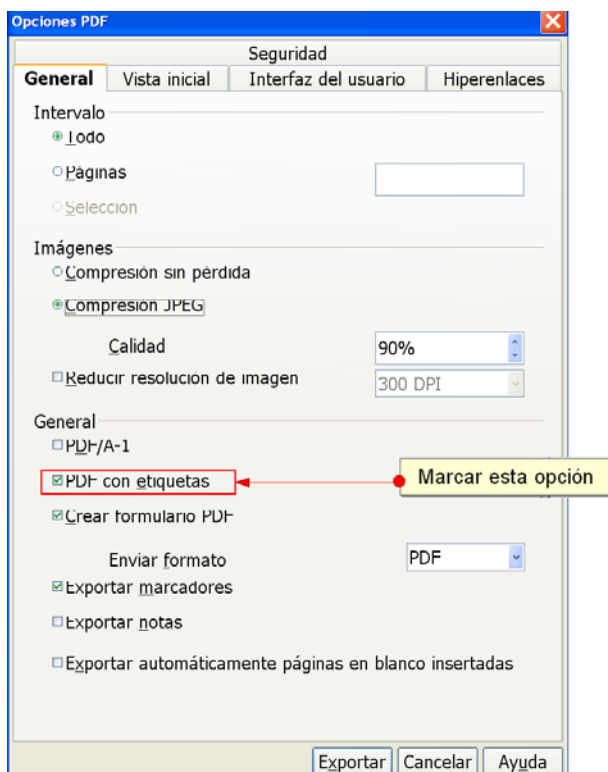 Opciones PDF
Seguridad
General Vista inicial Interfaz del usuario Hiperenlaces
Intervalo
Todo
Páginas
Selección
Imágenes
Compresión sin pérdida
Compresión JPEG
Calidad 90%
Reducir resolución de imagen 300 DPI
General
PDF/A-1
PDF con etiquetas Marcar esta opción
Crear formulario PDF
Enviar formato PDF
Exportar marcadores
Exportar notas
Exportar automáticamente páginas en blanco insertadas
Exportar Cancelar Ayuda